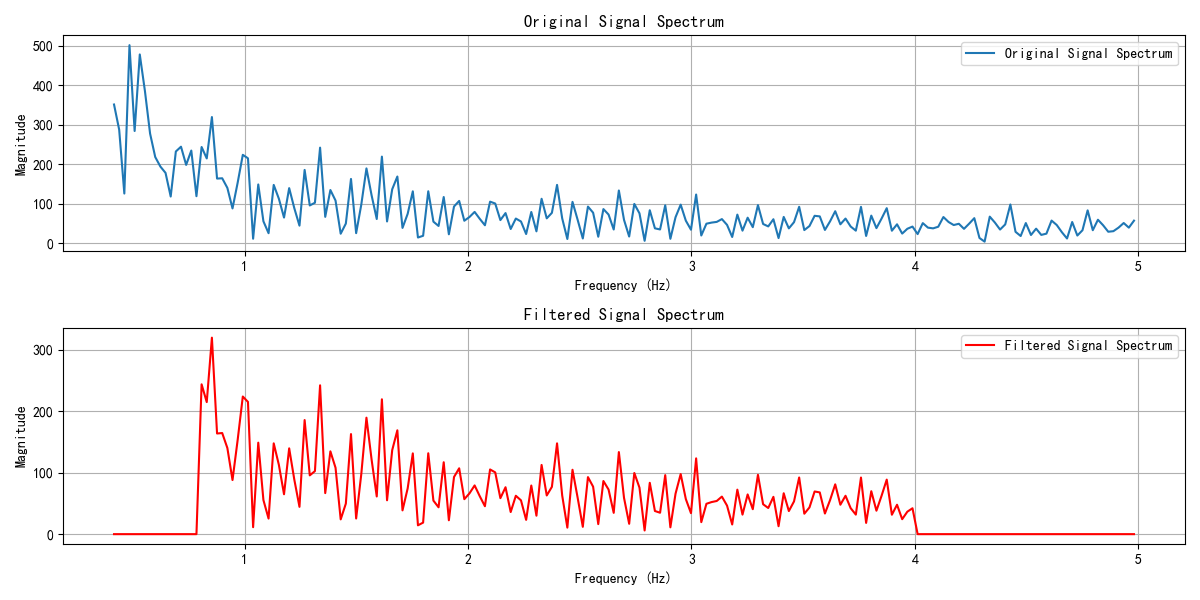 Original Signal Spectrum
Original Signal Spectrum
500
400
300
200
100
0
Magnitude
1 2 3 4 5
Frequency (Hz)
Filtered Signal Spectrum
Filtered Signal Spectrum
300
200
100
0
Magnitude
1 2 3 4 5
Frequency (Hz)